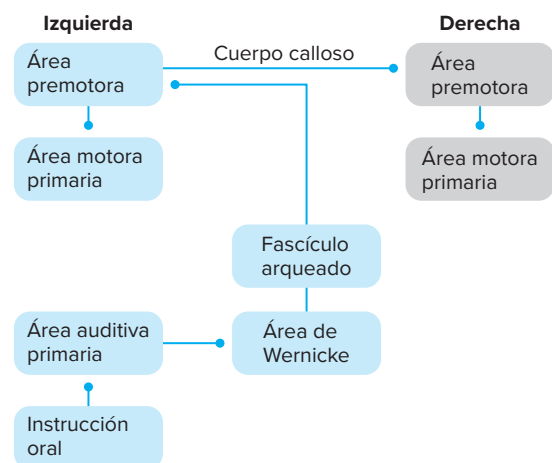 Izquierda
Derecha
Cuerpo calloso
Área
premotora
Área
premotora
Área motora
primaria
Área motora
primaria
Fascículo
arqueado
Área auditiva
primaria
Área de
Wernicke
Instrucción
oral